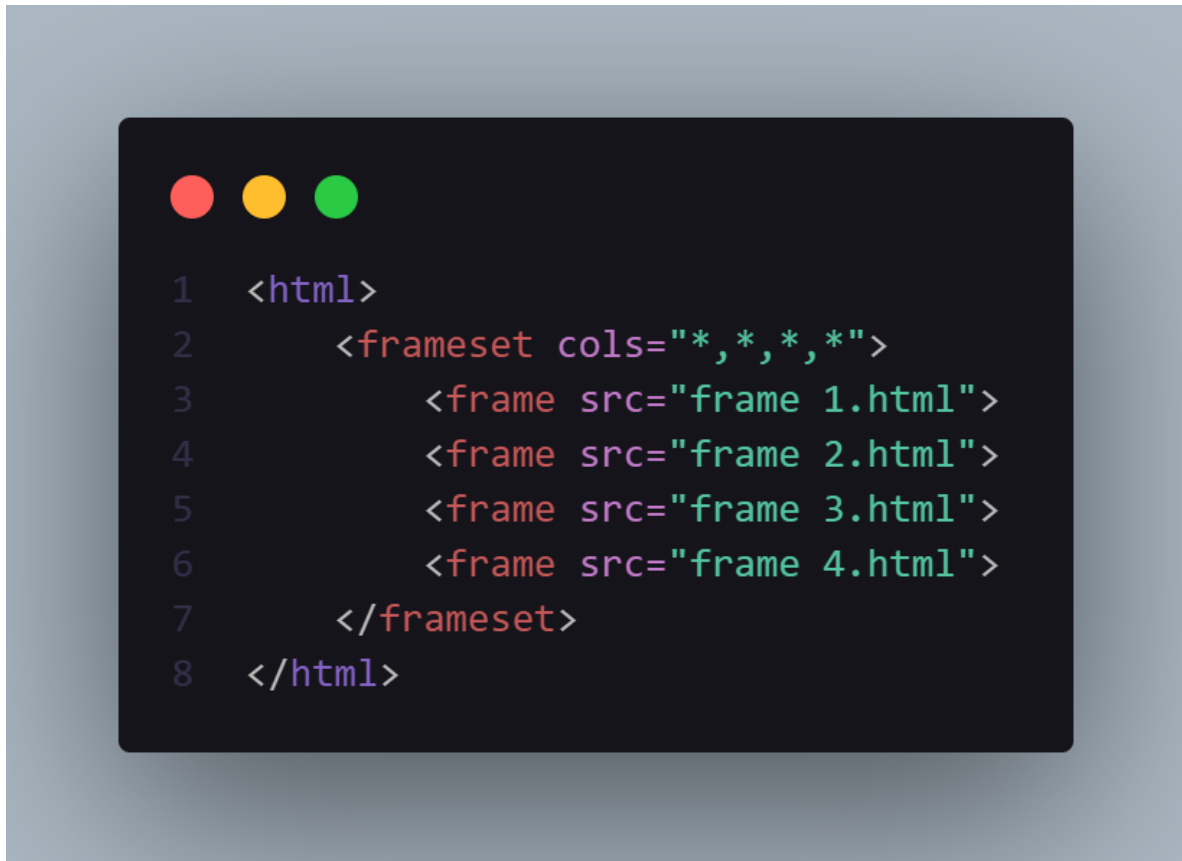 1 <html>
2 <frameset cols="*,*,*,*">
3 <frame src="frame 1.html">
4 <frame src="frame 2.html">
5 <frame src="frame 3.html">
6 <frame src="frame 4.html">
7 </frameset>
8 </html>